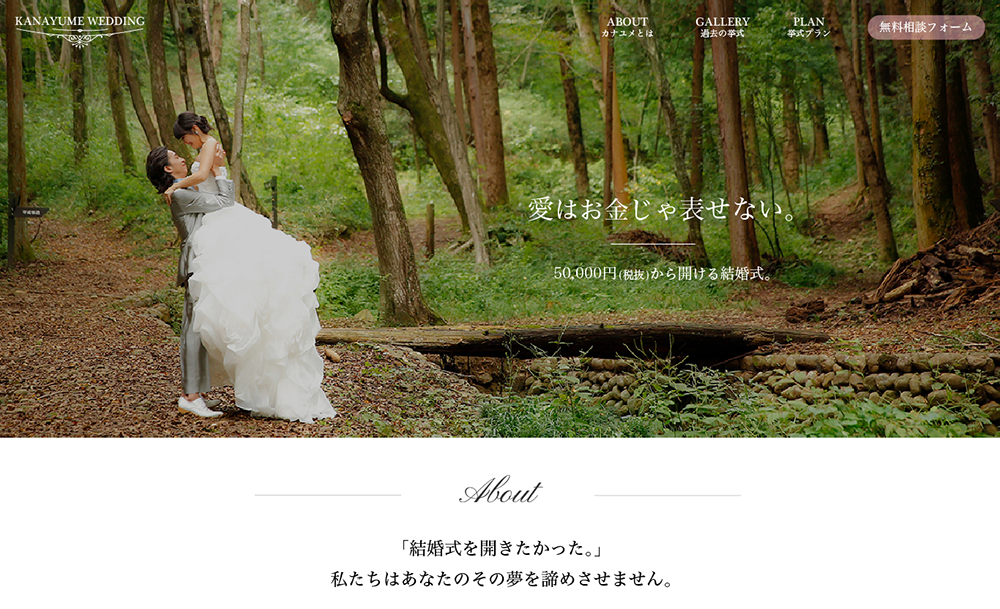 KANAYUME WEDDING
ABOUT
カナユメとは
GALLERY
過去の挙式
PLAN
挙式プラン
無料相談フォーム
愛はお金じゃ表せない。
50,000円(税抜)から開ける結婚式。
About
「結婚式を開きたかった。」
私たちはあなたのその夢を諦めさせません。